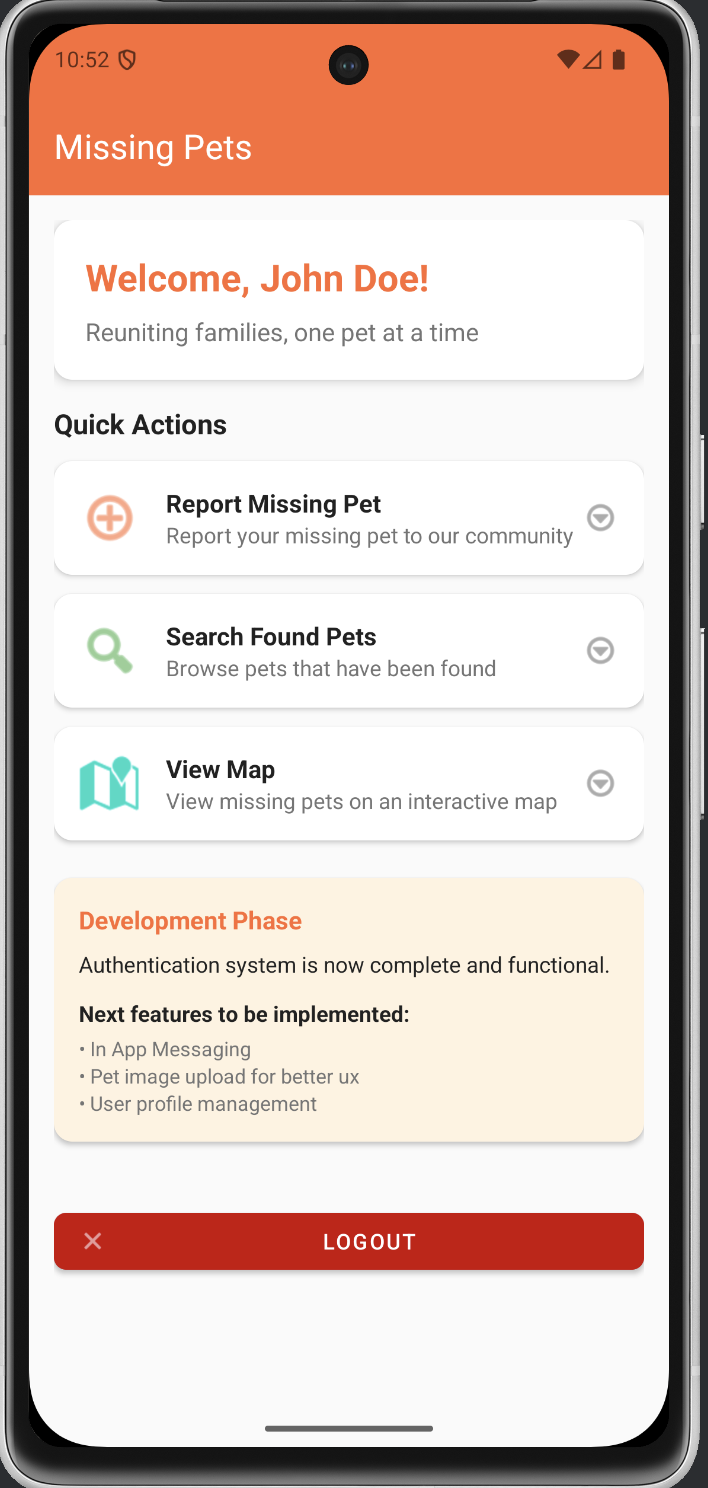 10:52
Missing Pets
Welcome, John Doe!
Reuniting families, one pet at a time
Quick Actions
Report Missing Pet
Report your missing pet to our community
Search Found Pets
Browse pets that have been found
View Map
View missing pets on an interactive map
Development Phase
Authentication system is now complete and functional.
Next features to be implemented:
• In App Messaging
• Pet image upload for better ux
• User profile management
LOGOUT